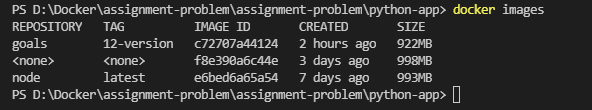 PS D:\Docker\assignment-problem\assignment-problem\python-app> docker images
REPOSITORY TAG IMAGE ID CREATED SIZE
goals 12-version c72707a44124 2 hours ago 922MB
<none> <none> f8e390a6c44e 3 days ago 998MB
node latest e6bed6a65a54 7 days ago 993MB
PS D:\Docker\assignment-problem\assignment-problem\python-app>